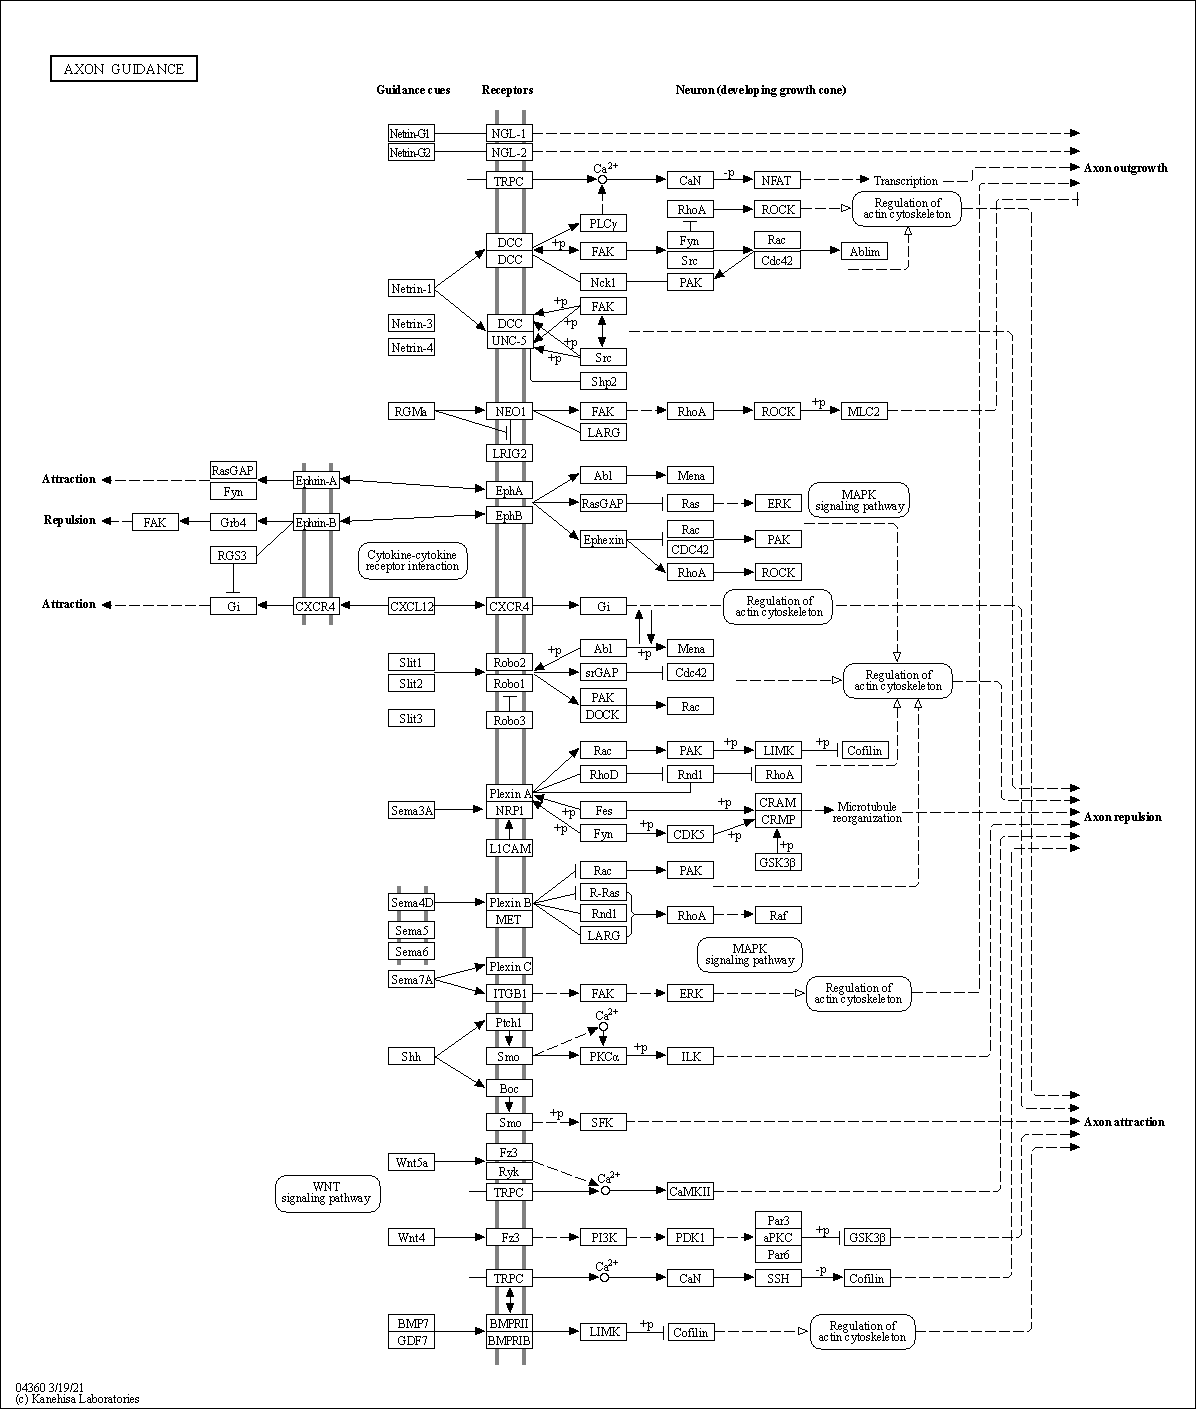 AXON GUIDANCE
Guidance cues
Receptors
Neuron (developing growth cone)
Netrin-G1
NGL-1
Netrin-G2
NGL-2
Axon outgrowth
TRPC
Ca2+
CaN
-p
NFAT
Transcription
RhoA
ROCK
Regulation of
actin cytoskeleton
PLCγ
DCC
DCC
+p
FAK
Fyn
Src
Rac
Cdc42
Ablim
Netrin-1
Nck1
PAK
Netrin-3
Netrin-4
DCC
UNC-5
+p
+p
+p
+p
FAK
Src
Shp2
RGMa
NEO1
FAK
RhoA
ROCK
+p
MLC2
LARG
LRIG2
Attraction
RasGAP
Fyn
Ephrin-A
EphA
Abl
Mena
RasGAP
Ras
ERK
MAPK
signaling pathway
Repulsion
FAK
Grb4
Ephrin-B
EphB
Ephexin
Rac
CDC42
PAK
RGS3
Cytokine-cytokine
receptor interaction
RhoA
ROCK
Attraction
Gi
CXCR4
CXCL12
CXCR4
Gi
Regulation of
actin cytoskeleton
Slit1
Slit2
Slit3
Robo2
Robo1
Robo3
+p
Abl
+p
Mena
srGAP
Cdc42
PAK
DOCK
Rac
Regulation of
actin cytoskeleton
Rac
PAK
+p
LIMK
+p
Cofilin
RhoD
Rnd1
RhoA
Sema3A
Plexin A
NRP1
L1CAM
+p
+p
Fes
Fyn
+p
+p
CDK5
+p
CRAM
CRMP
+p
GSK3β
Microtubule
reorganization
Axon repulsion
Sema4D
Sema5
Sema6
Sema7A
Plexin B
MET
Rac
PAK
R-Ras
Rnd1
LARG
RhoA
Raf
MAPK
signaling pathway
Plexin C
ITGB1
FAK
ERK
Regulation of
actin cytoskeleton
Shh
Ptch1
Smo
Ca2+
PKCα
+p
ILK
Boc
Smo
+p
SFK
Axon attraction
Wnt5a
Fz3
Ryk
TRPC
Ca2+
CaMKII
WNT
signaling pathway
Wnt4
Fz3
PI3K
PDK1
Par3
aPKC
Par6
+p
GSK3β
TRPC
Ca2+
CaN
SSH
-p
Cofilin
BMP7
GDF7
BMPRII
BMPRIB
LIMK
+p
Cofilin
Regulation of
actin cytoskeleton
04360 3/19/21
(c) Kanehisa Laboratories